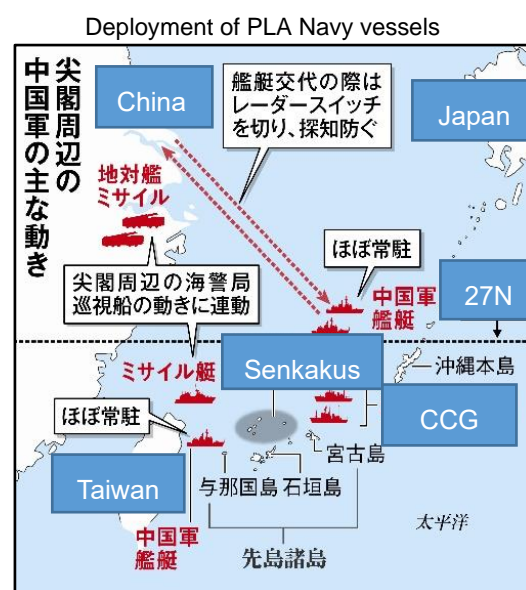 Deployment of PLA Navy vessels
尖閣周辺の
中国軍の主な動き
China
艦艇交代の際は
レーダースイッチ
を切り、探知防ぐ
Japan
地対艦
ミサイル
ほぼ常駐
尖閣周辺の海警局
巡視船の動きに連動
中国軍
艦艇
27N
ミサイル艇
Senkakus
沖縄本島
ほぼ常駐
CCG
宮古島
Taiwan
与那国島
石垣島
太平洋
中国軍
艦艇
先島諸島